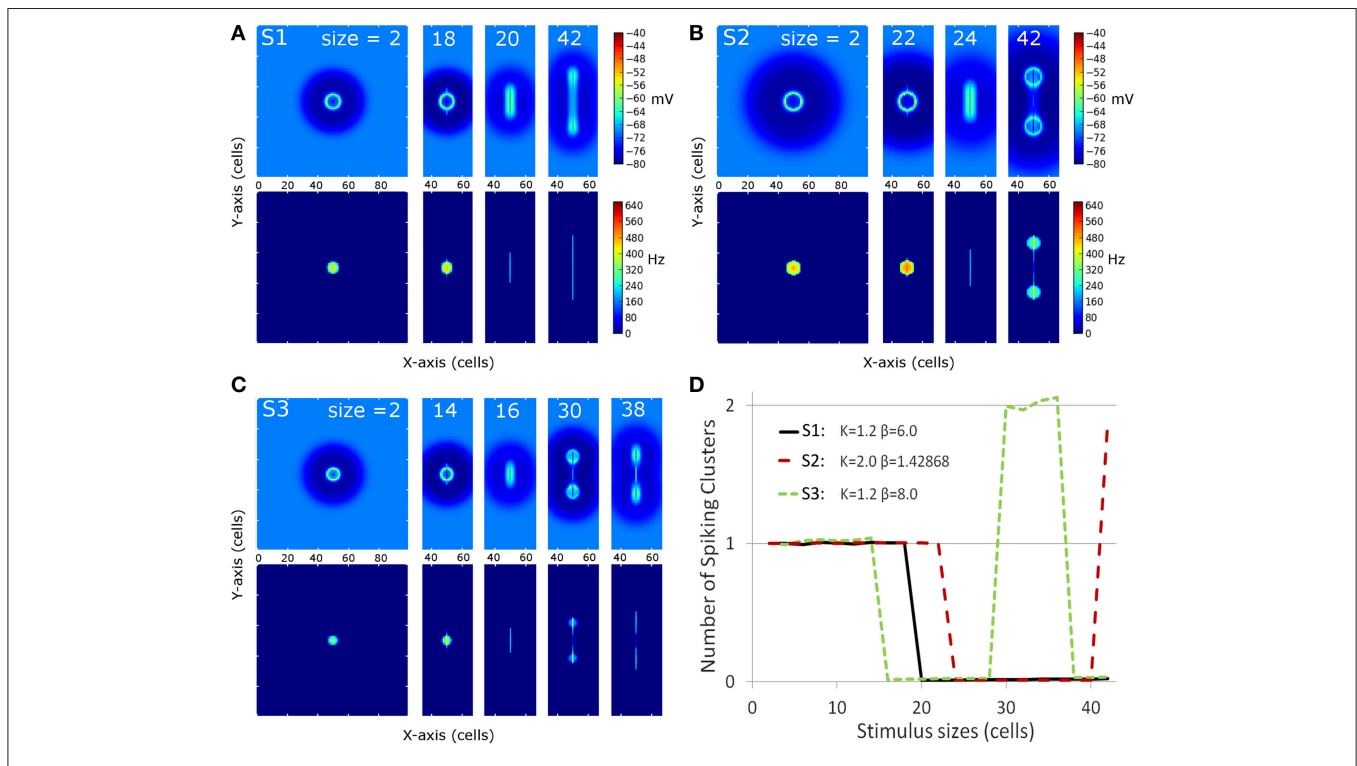 A
S1 size = 2 18 20 42
−40
−44
−48
−52
−56
−60
−64
−68
−72
−76
−80
mV
Y-axis (cells)
0 20 40 60 80 40 60 40 60 40 60
640
560
480
400
320
240
160
80
0
Hz
X-axis (cells)
B
S2 size = 2 22 24 42
−40
−44
−48
−52
−56
−60
−64
−68
−72
−76
−80
mV
Y-axis (cells)
0 20 40 60 80 40 60 40 60 40 60
640
560
480
400
320
240
160
80
0
Hz
X-axis (cells)
C
S3 size =2 14 16 30 38
Y-axis (cells)
0 20 40 60 80 40 60 40 60 40 60 40 60
X-axis (cells)
D
Number of Spiking Clusters
2
1
0
S1: K=1.2 β=6.0
S2: K=2.0 β=1.42868
S3: K=1.2 β=8.0
0 10 20 30 40
Stimulus sizes (cells)